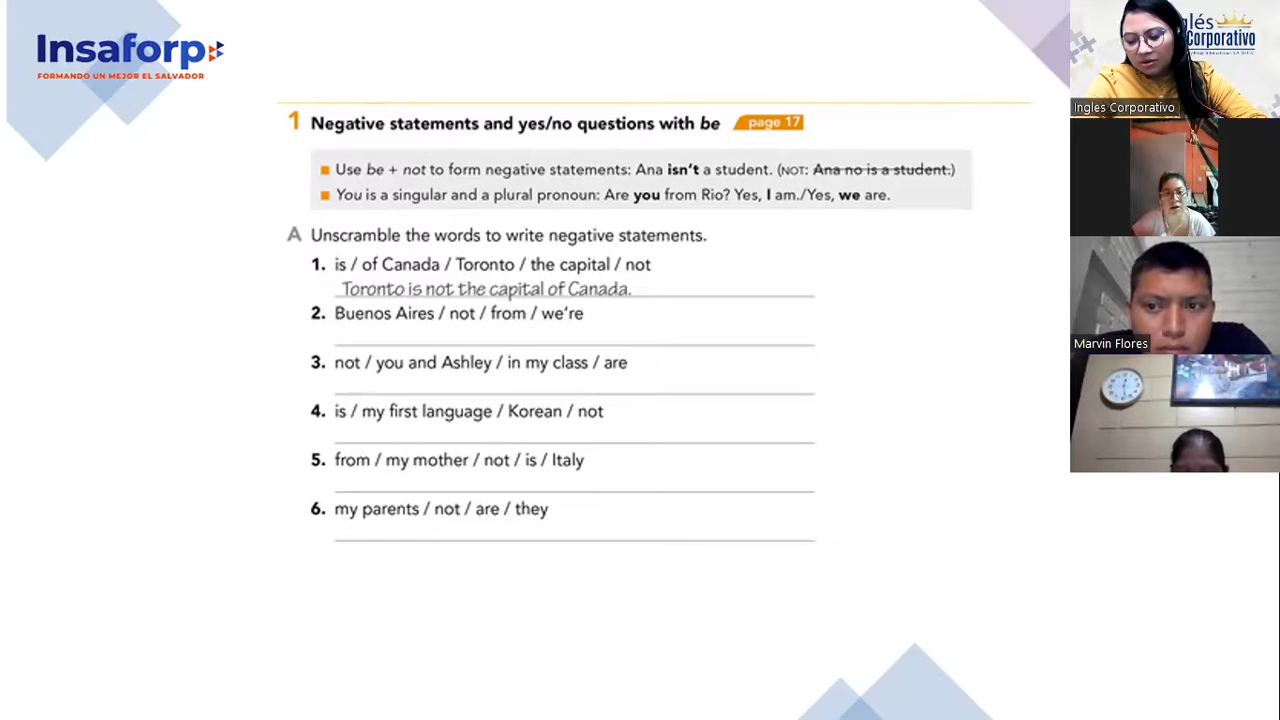 Insaforp
FORMANDO UN MEJOR EL SALVADOR
1 Negative statements and yes/no questions with be page 17
Use be + not to form negative statements: Ana isn't a student. (NOT: Ana no is a student.)
You is a singular and a plural pronoun: Are you from Rio? Yes, I am./Yes, we are.
A Unscramble the words to write negative statements.
1. is / of Canada / Toronto / the capital / not
Toronto is not the capital of Canada.
2. Buenos Aires / not / from / we're
3. not / you and Ashley / in my class / are
4. is / my first language / Korean / not
5. from / my mother / not / is / Italy
6. my parents / not / are / they
glés
Corporativo
Ingles Corporativo
Marvin Flores